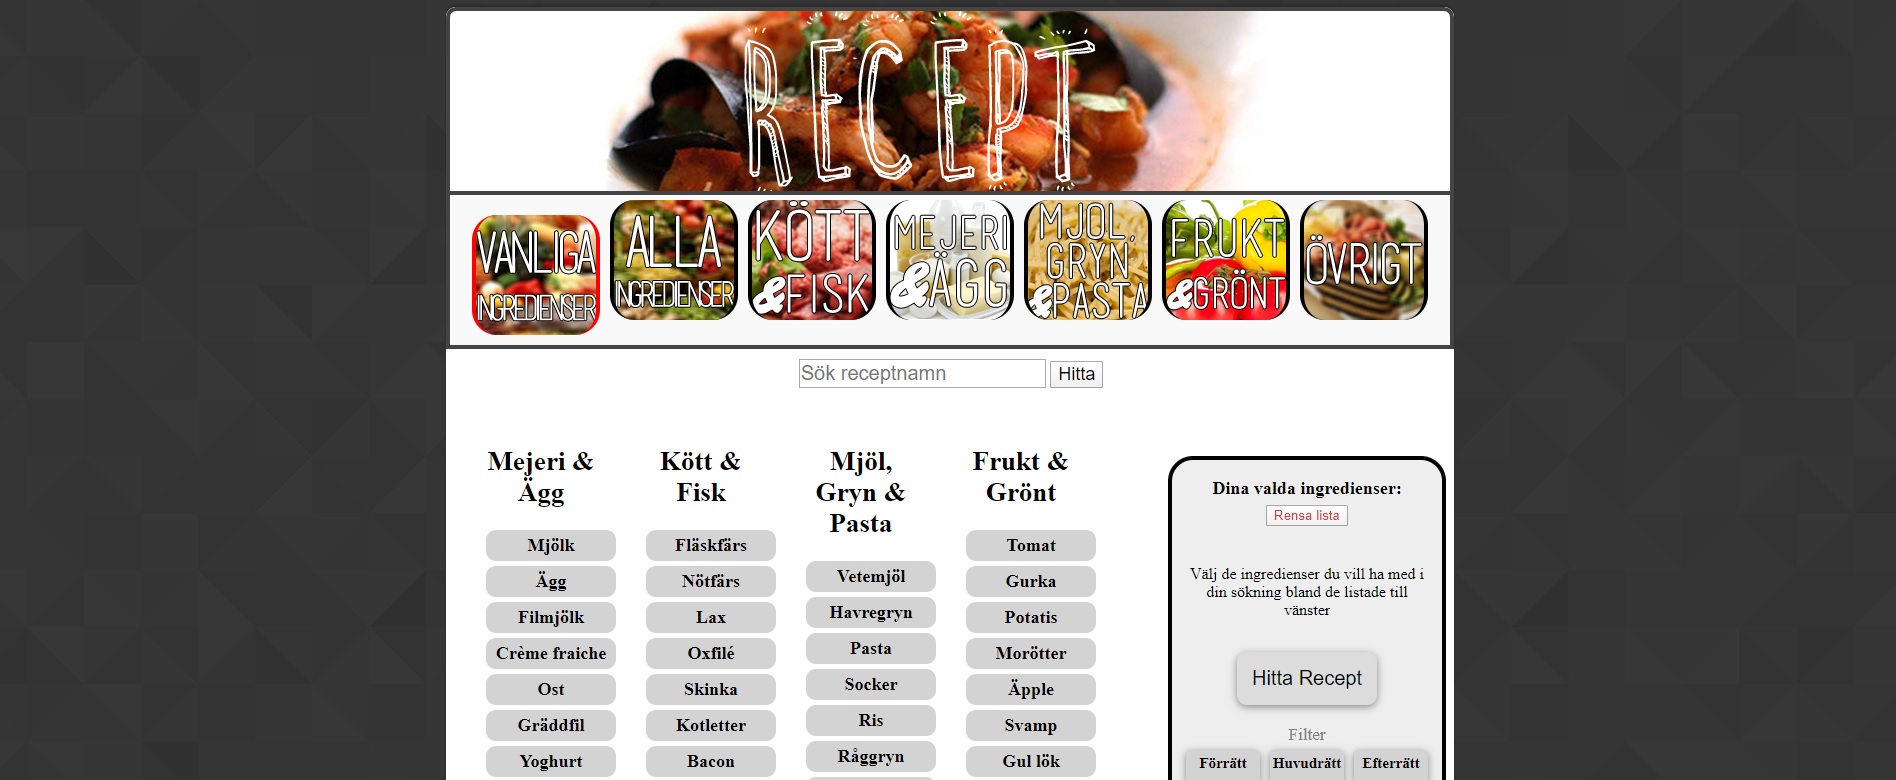 RECEPT
VANLIGA
INGREDIENSER
ALLA
INGREDIENSER
KÖTT
&FISK
MEJERI
&ÄGG
MJÖL,
GRYN
&PASTA
FRUKT
&GRÖNT
ÖVRIGT
Sök receptnamn Hitta
Mejeri &
Ägg
Mjölk
Ägg
Filmjölk
Crème fraiche
Ost
Gräddfil
Yoghurt
Kött &
Fisk
Fläskfärs
Nötfärs
Lax
Oxfilé
Skinka
Kotletter
Bacon
Mjöl,
Gryn &
Pasta
Vetemjöl
Havregryn
Pasta
Socker
Ris
Råggryn
Frukt &
Grönt
Tomat
Gurka
Potatis
Morötter
Äpple
Svamp
Gul lök
Dina valda ingredienser:
Rensa lista
Välj de ingredienser du vill ha med i
din sökning bland de listade till
vänster
Hitta Recept
Filter
Förrätt Huvudrätt Efterrätt